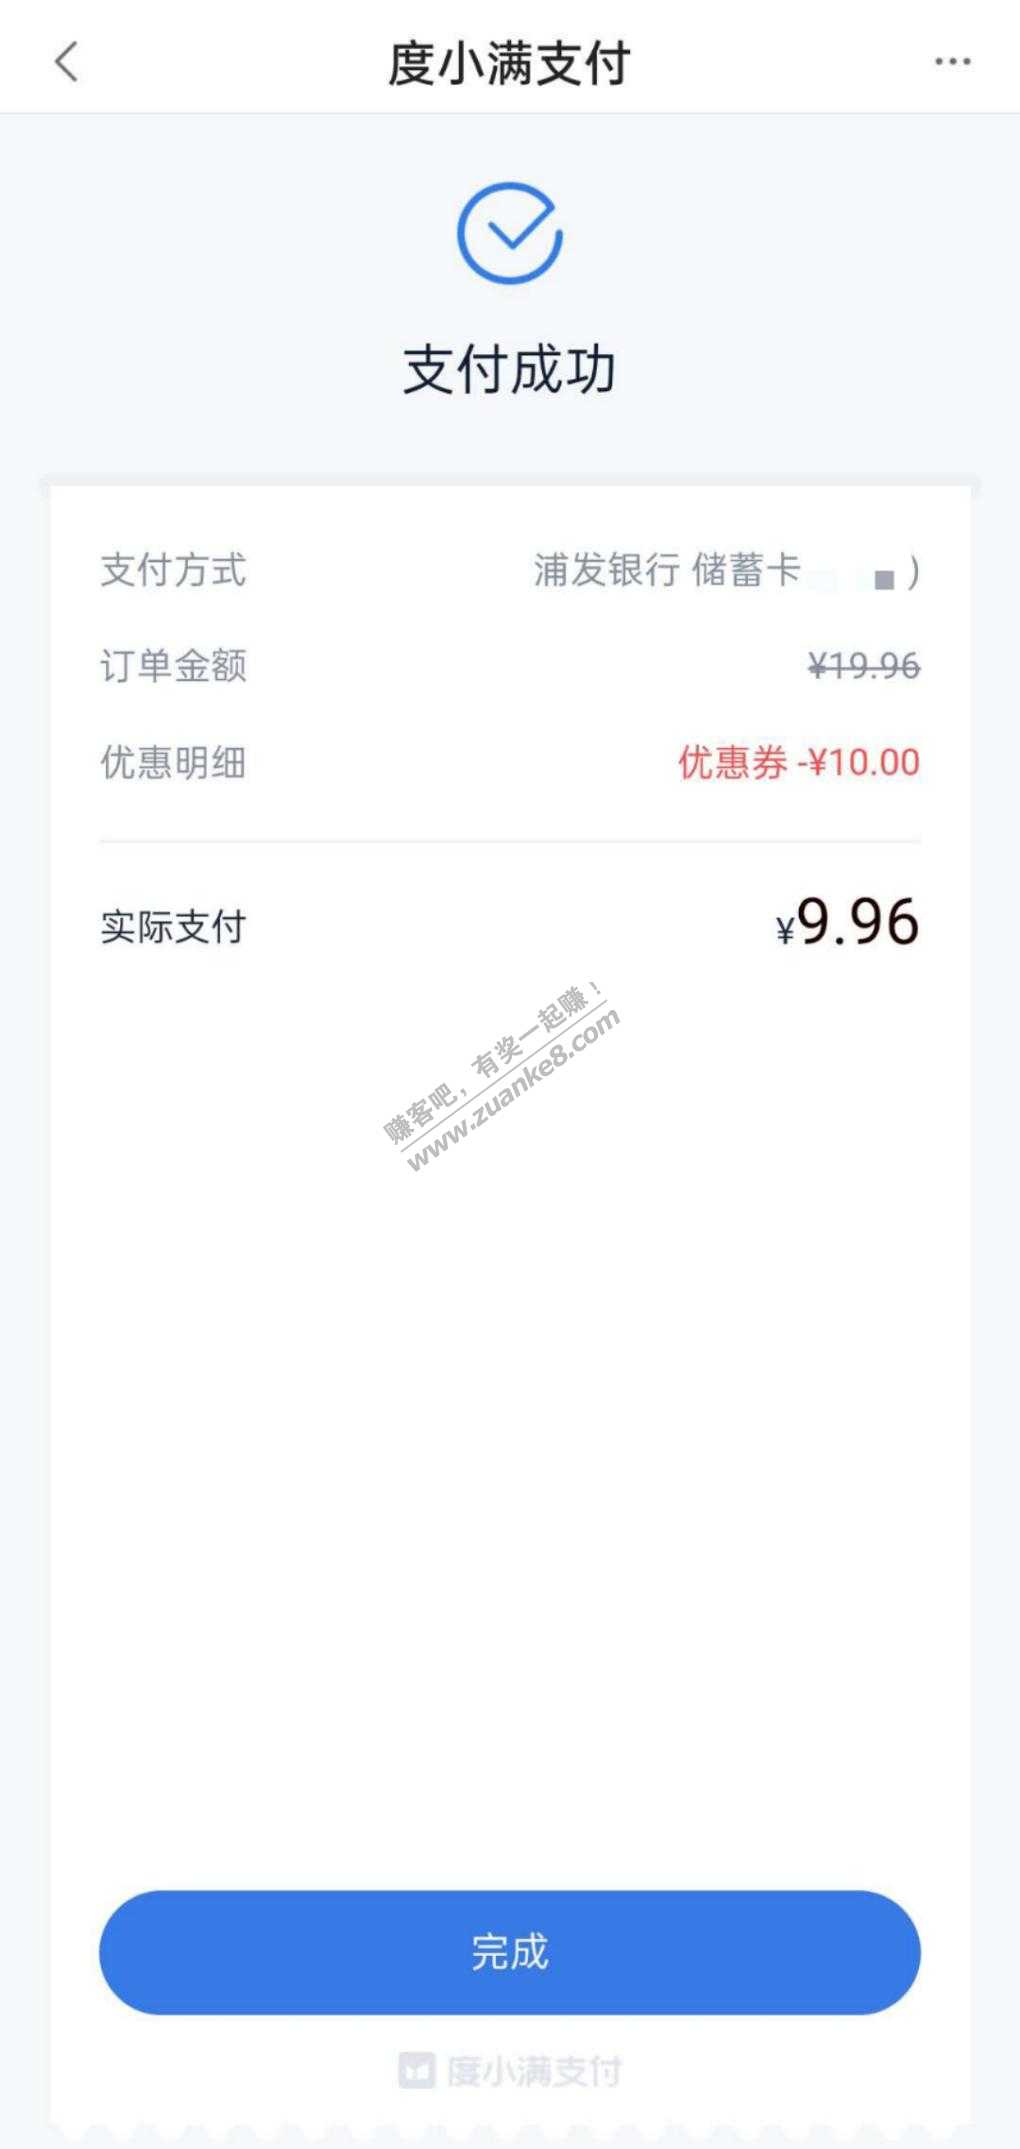 度小满支付
支付成功
支付方式 浦发银行 储蓄卡 )
订单金额 ¥19.96
优惠明细 优惠券 -¥10.00
实际支付 ¥9.96
赚客吧，有奖一起赚！
www.zuanke8.com
完成
度小满支付